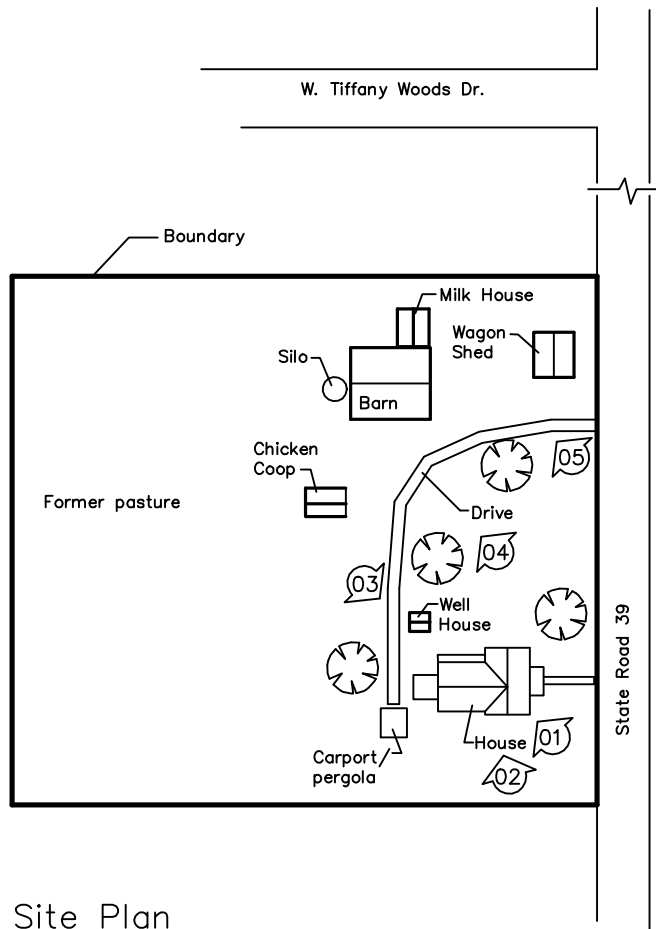 W. Tiffany Woods Dr.
Boundary
Milk House
Wagon
Shed
Silo
Barn
Chicken
Coop
05
Former pasture
Drive
04
03
Well
House
State Road 39
01
House
Carport
pergola
02
Site Plan